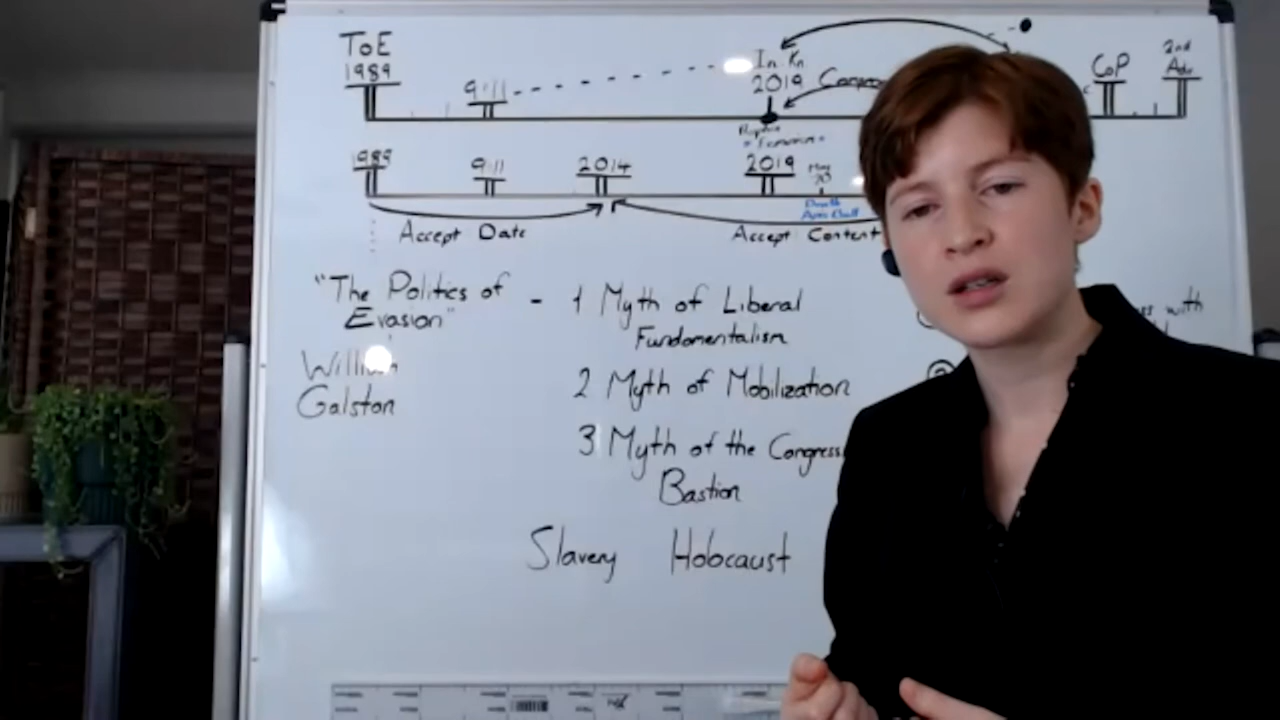 ToE
1989
9:11
In Kn
2019
CoP
2nd
Adv
1989
9:11
2014
2019
Accept Date
Accept Content
"The Politics of
Evasion"
- 1 Myth of Liberal
Fundamentalism
William
Galston
2 Myth of Mobilization
3 Myth of the Congress
Bastion
with
Slavery Holocaust